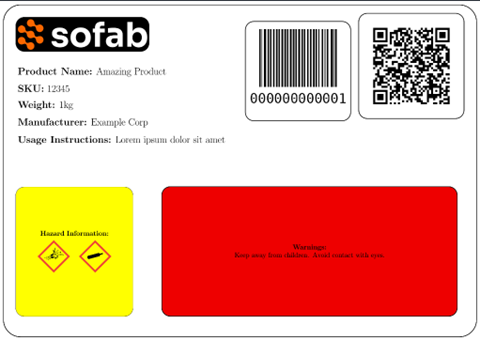 sofab
Product Name: Amazing Product
SKU: 12345
Weight: 1kg
Manufacturer: Example Corp
Usage Instructions: Lorem ipsum dolor sit amet
000000000001
Hazard Information:
Warnings:
Keep away from children. Avoid contact with eyes.